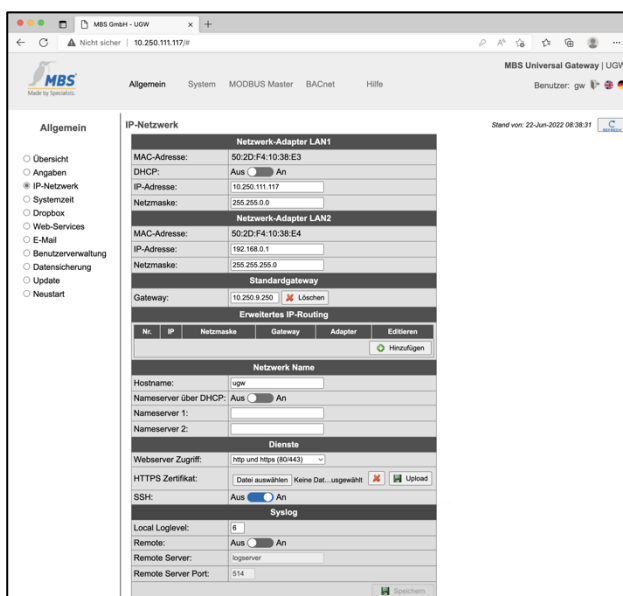 MBS GmbH - UGW
Nicht sicher | 10.250.111.117/#
MBS
Made by Specialists.
Allgemein System MODBUS Master BACnet Hilfe
MBS Universal Gateway | UGW
Benutzer: gw
Allgemein
Übersicht
Angaben
IP-Netzwerk
Systemzeit
Dropbox
Web-Services
E-Mail
Benutzerverwaltung
Datensicherung
Update
Neustart
IP-Netzwerk
Stand von: 22-Jun-2022 08:38:31
REFRESH
Netzwerk-Adapter LAN1
MAC-Adresse: 50:2D:F4:10:38:E3
DHCP: Aus An
IP-Adresse: 10.250.111.117
Netzmaske: 255.255.0.0
Netzwerk-Adapter LAN2
MAC-Adresse: 50:2D:F4:10:38:E4
IP-Adresse: 192.168.0.1
Netzmaske: 255.255.255.0
Standardgateway
Gateway: 10.250.9.250 Löschen
Erweitertes IP-Routing
Nr. IP Netzmaske Gateway Adapter Editieren
Hinzufügen
Netzwerk Name
Hostname: ugw
Nameserver über DHCP: Aus An
Nameserver 1:
Nameserver 2:
Dienste
Webserver Zugriff: http und https (80/443)
HTTPS Zertifikat: Datei auswählen Keine Dat...usgewählt Upload
SSH: Aus An
Syslog
Local Loglevel: 6
Remote: Aus An
Remote Server: logserver
Remote Server Port: 514
Speichern